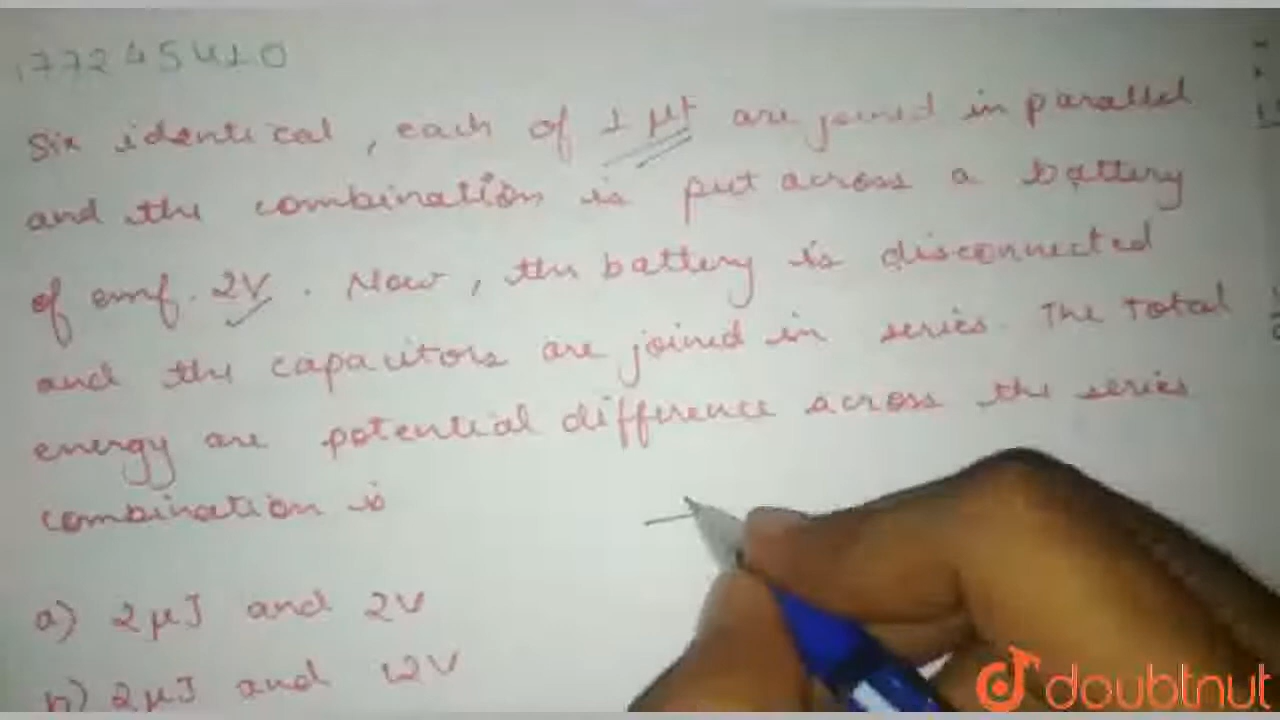 177245410
Six identical, each of 1 μF are joined in parallel
and the combination is put across a battery
of emf. 2V. Now, the battery is disconnected
and the capacitors are joined in series. The Total
energy are potential difference across the series
combination is
a) 2μJ and 2V
b) 2μJ and 12V
doubtnut